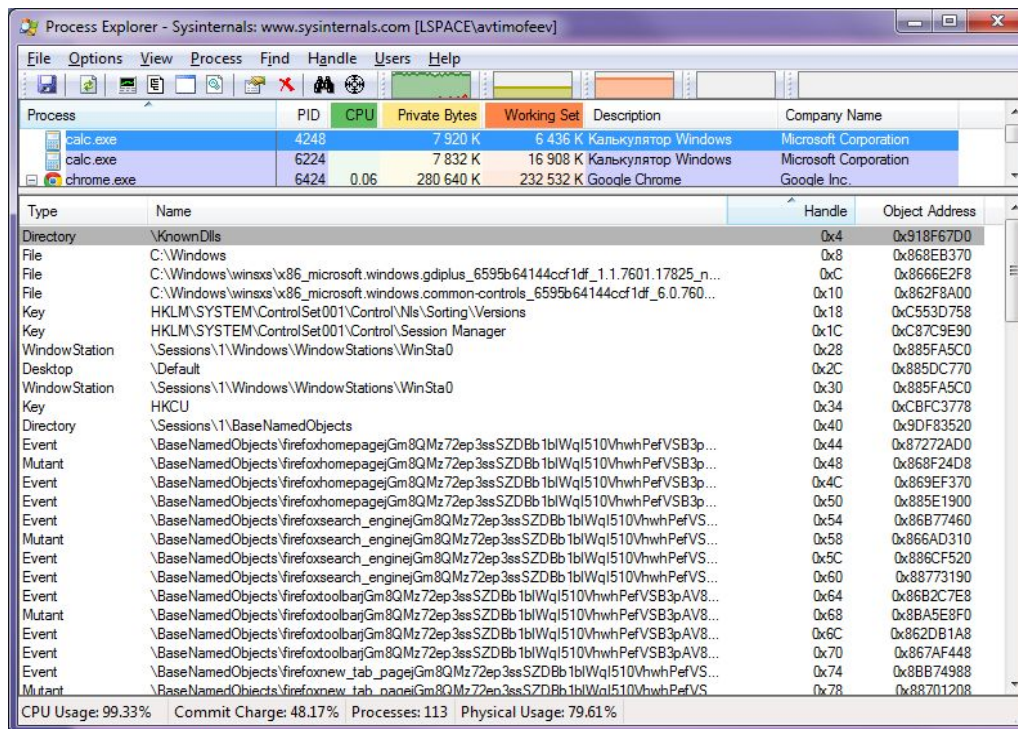 Process Explorer - Sysinternals: www.sysinternals.com [LSPACE\avtimofeev]
File Options View Process Find Handle Users Help
Process PID CPU Private Bytes Working Set Description Company Name
calc.exe 4248 7 920 K 6 436 K Калькулятор Windows Microsoft Corporation
calc.exe 6224 7 832 K 16 908 K Калькулятор Windows Microsoft Corporation
chrome.exe 6424 0.06 280 640 K 232 532 K Google Chrome Google Inc.
Type Name Handle Object Address
Directory \KnownDlls 0x4 0x918F67D0
File C:\Windows 0x8 0x868EB370
File C:\Windows\winsxs\x86_microsoft.windows.gdiplus_6595b64144ccf1df_1.1.7601.17825_n... 0xC 0x8666E2F8
File C:\Windows\winsxs\x86_microsoft.windows.common-controls_6595b64144ccf1df_6.0.760... 0x10 0x862F8A00
Key HKLM\SYSTEM\ControlSet001\Control\Nls\Sorting\Versions 0x18 0xC553D758
Key HKLM\SYSTEM\ControlSet001\Control\Session Manager 0x1C 0xC87C9E90
WindowStation \Sessions\1\Windows\WindowStations\WinSta0 0x28 0x885FA5C0
Desktop \Default 0x2C 0x885DC770
WindowStation \Sessions\1\Windows\WindowStations\WinSta0 0x30 0x885FA5C0
Key HKCU 0x34 0xCBFC3778
Directory \Sessions\1\BaseNamedObjects 0x40 0x9DF83520
Event \BaseNamedObjects\firefoxhomepagejGm8QMz72ep3ssSZDBb1blWqI510VhwhPefVSB3p... 0x44 0x87272AD0
Mutant \BaseNamedObjects\firefoxhomepagejGm8QMz72ep3ssSZDBb1blWqI510VhwhPefVSB3p... 0x48 0x868F24D8
Event \BaseNamedObjects\firefoxhomepagejGm8QMz72ep3ssSZDBb1blWqI510VhwhPefVSB3p... 0x4C 0x869EF370
Event \BaseNamedObjects\firefoxhomepagejGm8QMz72ep3ssSZDBb1blWqI510VhwhPefVSB3p... 0x50 0x885E1900
Event \BaseNamedObjects\firefoxsearch_enginejGm8QMz72ep3ssSZDBb1blWqI510VhwhPefVS... 0x54 0x86B77460
Mutant \BaseNamedObjects\firefoxsearch_enginejGm8QMz72ep3ssSZDBb1blWqI510VhwhPefVS... 0x58 0x866AD310
Event \BaseNamedObjects\firefoxsearch_enginejGm8QMz72ep3ssSZDBb1blWqI510VhwhPefVS... 0x5C 0x886CF520
Event \BaseNamedObjects\firefoxsearch_enginejGm8QMz72ep3ssSZDBb1blWqI510VhwhPefVS... 0x60 0x88773190
Event \BaseNamedObjects\firefoxtoolbarjGm8QMz72ep3ssSZDBb1blWqI510VhwhPefVSB3pAV8... 0x64 0x86B2C7E8
Mutant \BaseNamedObjects\firefoxtoolbarjGm8QMz72ep3ssSZDBb1blWqI510VhwhPefVSB3pAV8... 0x68 0x8BA5E8F0
Event \BaseNamedObjects\firefoxtoolbarjGm8QMz72ep3ssSZDBb1blWqI510VhwhPefVSB3pAV8... 0x6C 0x862DB1A8
Event \BaseNamedObjects\firefoxtoolbarjGm8QMz72ep3ssSZDBb1blWqI510VhwhPefVSB3pAV8... 0x70 0x867AF448
Event \BaseNamedObjects\firefoxnew_tab_pagejGm8QMz72ep3ssSZDBb1blWqI510VhwhPefVS... 0x74 0x8BB74988
Mutant \BaseNamedObjects\firefoxnew_tab_pagejGm8QMz72ep3ssSZDBb1blWqI510VhwhPefVS... 0x78 0x88701208
CPU Usage: 99.33% Commit Charge: 48.17% Processes: 113 Physical Usage: 79.61%